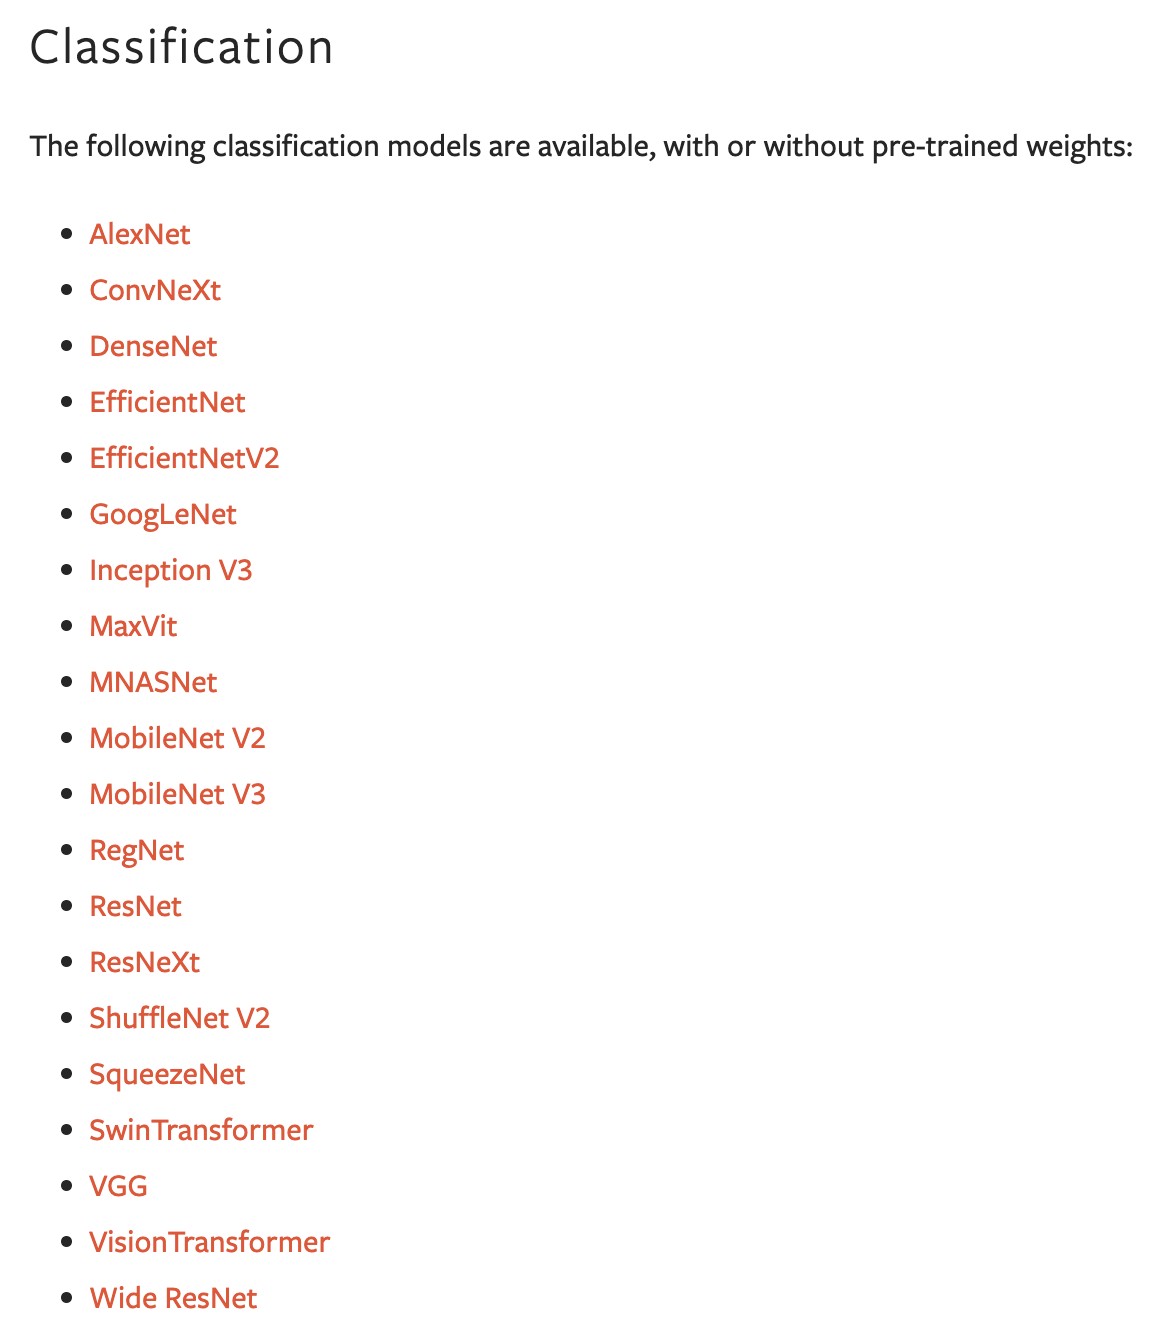 Classification
The following classification models are available, with or without pre-trained weights:
• AlexNet
• ConvNeXt
• DenseNet
• EfficientNet
• EfficientNetV2
• GoogLeNet
• Inception V3
• MaxVit
• MNASNet
• MobileNet V2
• MobileNet V3
• RegNet
• ResNet
• ResNeXt
• ShuffleNet V2
• SqueezeNet
• SwinTransformer
• VGG
• VisionTransformer
• Wide ResNet